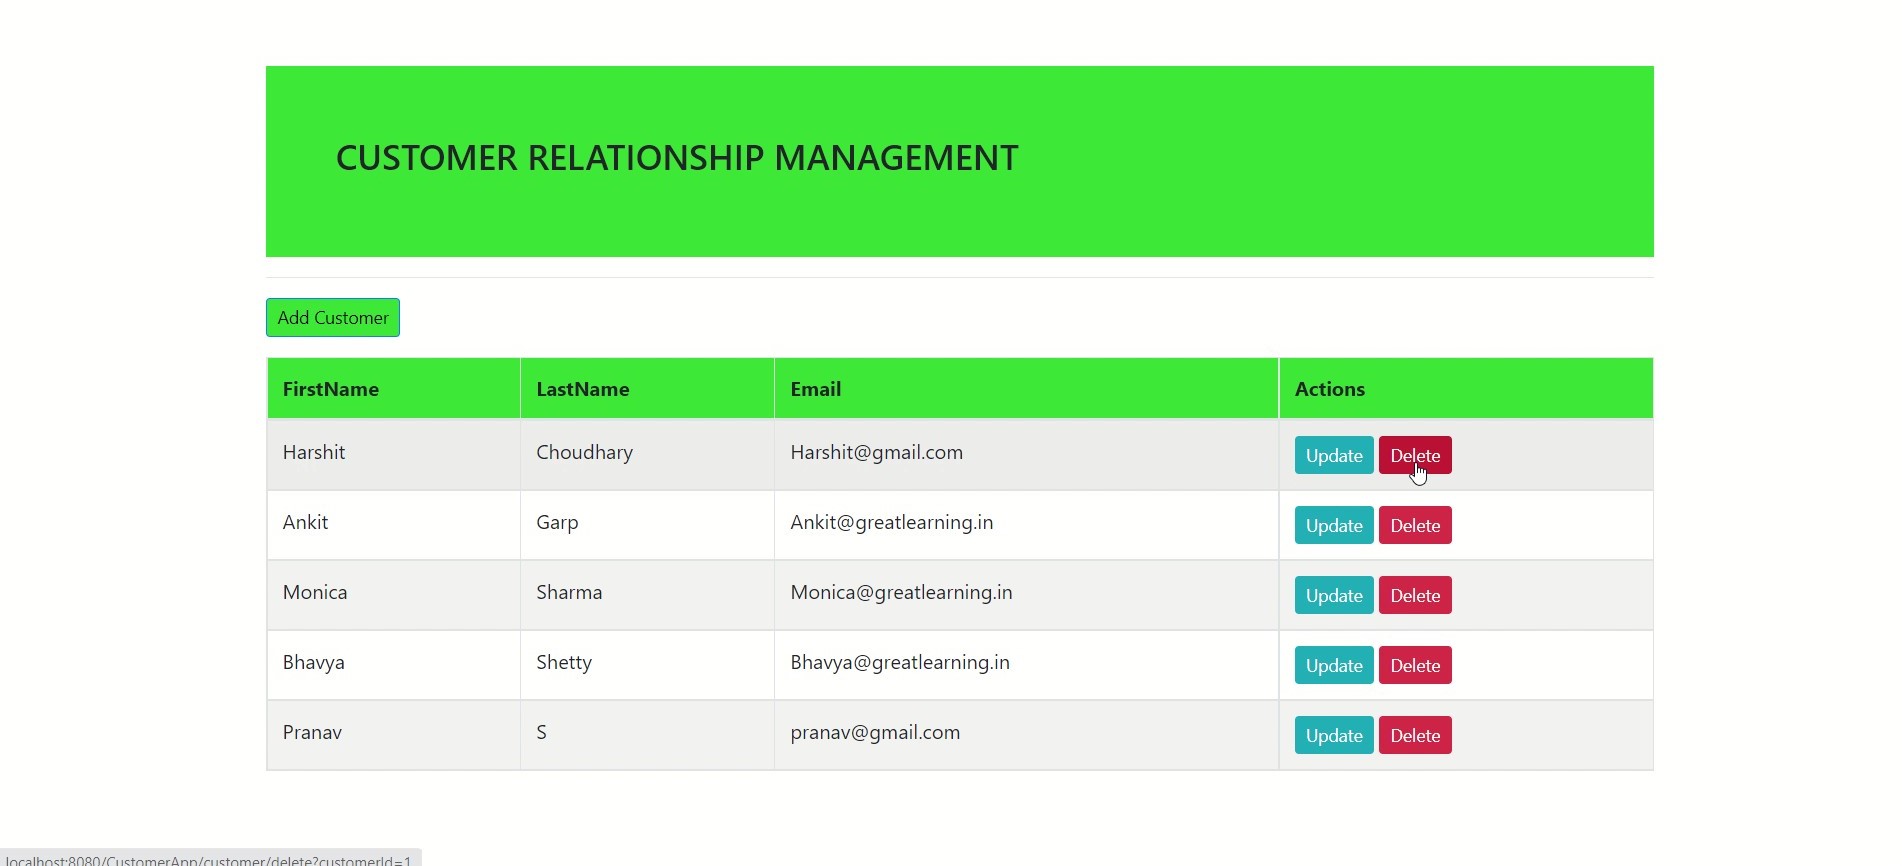 CUSTOMER RELATIONSHIP MANAGEMENT
Add Customer
FirstName LastName Email Actions
Harshit Choudhary Harshit@gmail.com Update Delete
Ankit Garp Ankit@greatlearning.in Update Delete
Monica Sharma Monica@greatlearning.in Update Delete
Bhavya Shetty Bhavya@greatlearning.in Update Delete
Pranav S pranav@gmail.com Update Delete
localhost:8080/CustomerApp/customer/delete?customerId=1